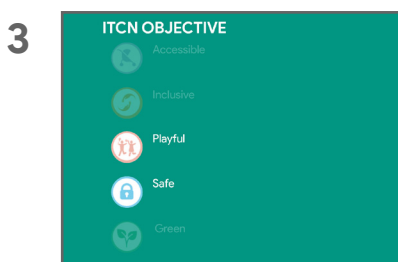 3
ITCN OBJECTIVE
Accessible
Inclusive
Playful
Safe
Green